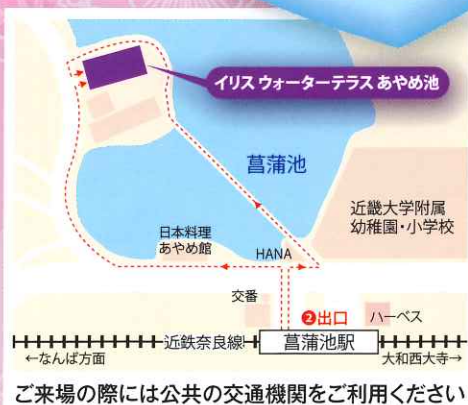 イリス ウォーターテラス あやめ池
菖蒲池
近畿大学附属
幼稚園・小学校
日本料理
あやめ館
HANA
交番
❷出口
ハーベス
近鉄奈良線
菖蒲池駅
←なんば方面
大和西大寺→
ご来場の際には公共の交通機関をご利用ください